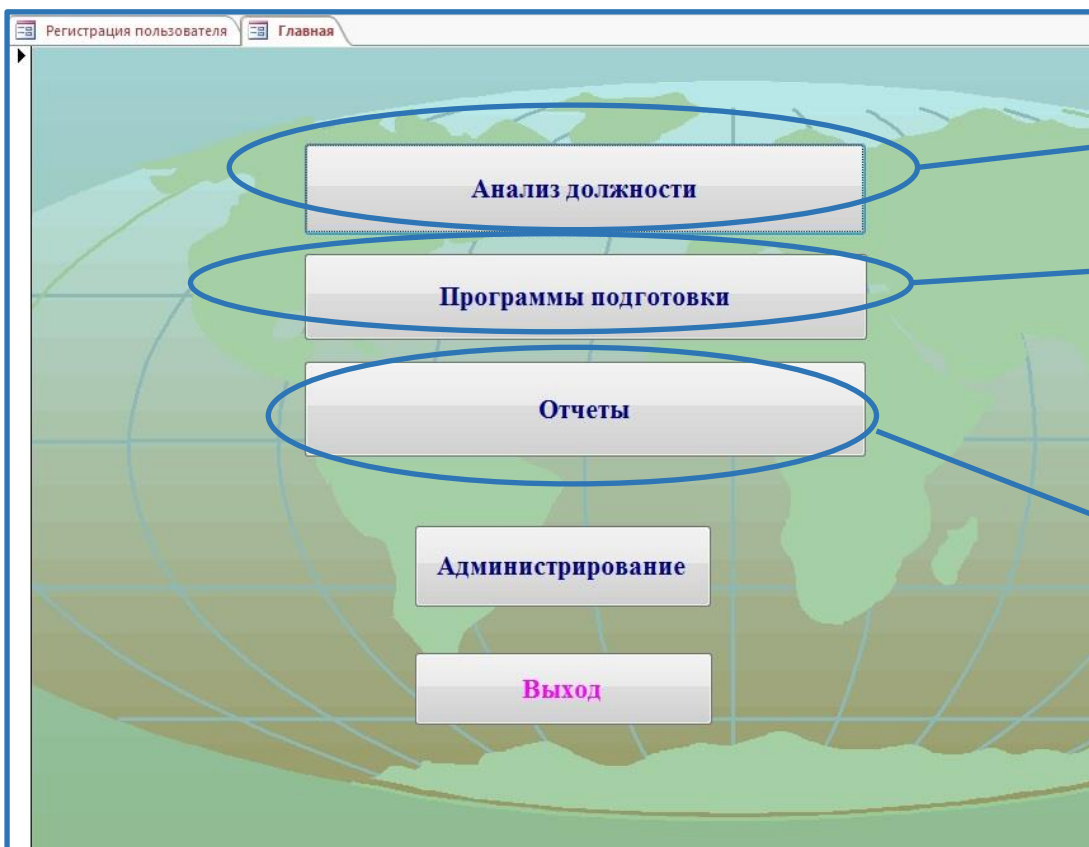 Регистрация пользователя
Главная
Анализ должности
Программы подготовки
Отчеты
Администрирование
Выход